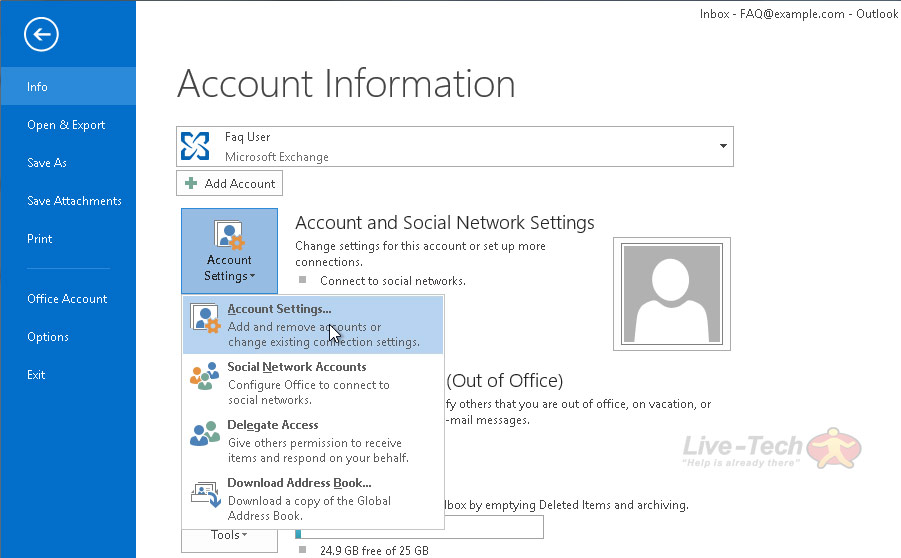 Inbox - FAQ@example.com - Outlook
Info
Open & Export
Save As
Save Attachments
Print
Office Account
Options
Exit
Account Information
Faq User
Microsoft Exchange
Add Account
Account
Settings
Account and Social Network Settings
Change settings for this account or set up more
connections.
Connect to social networks.
Account Settings...
Add and remove accounts or
change existing connection settings.
Social Network Accounts
Configure Office to connect to
social networks.
Delegate Access
Give others permission to receive
items and respond on your behalf.
Download Address Book...
Download a copy of the Global
Address Book.
(Out of Office)
fy others that you are out of office, on vacation, or
-mail messages.
Live-Tech
"Help is already there"
lbox by emptying Deleted Items and archiving.
Tools
24.9 GB free of 25 GB